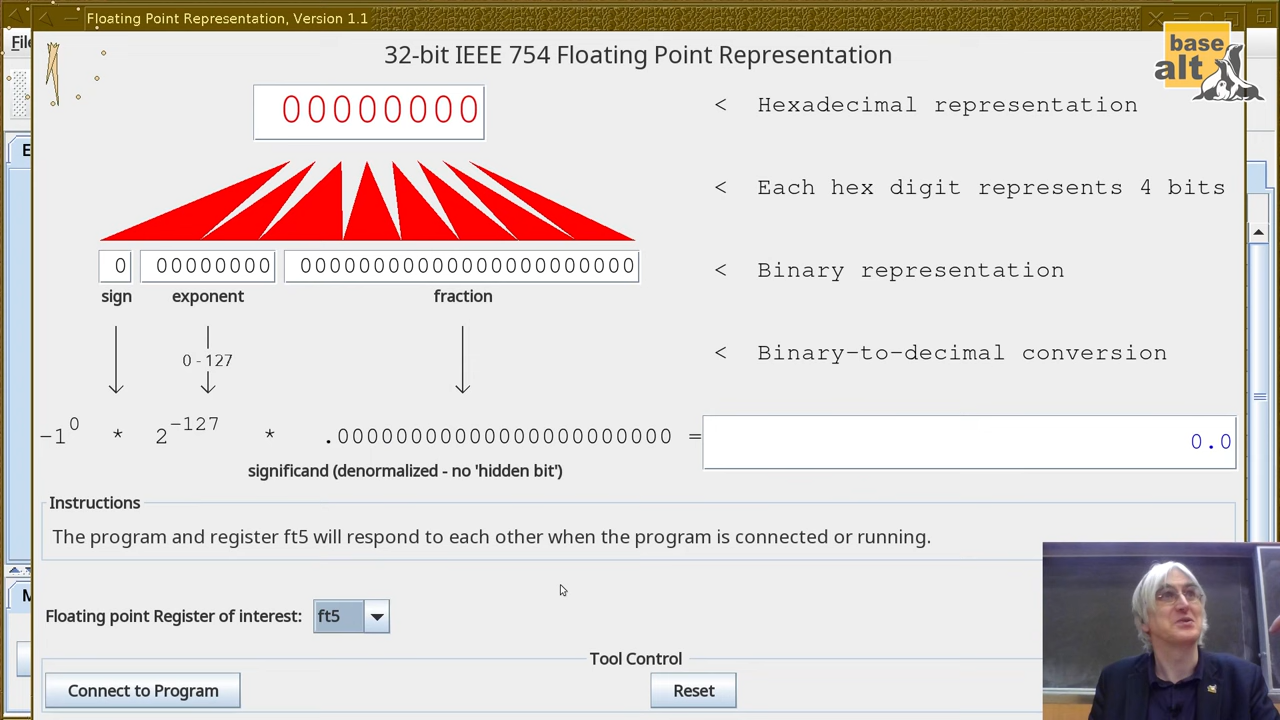 Floating Point Representation, Version 1.1
File
32-bit IEEE 754 Floating Point Representation
base
alt
00000000
< Hexadecimal representation
< Each hex digit represents 4 bits
0 00000000 00000000000000000000000
< Binary representation
sign exponent fraction
0 - 127
< Binary-to-decimal conversion
-1^0 * 2^-127 * .00000000000000000000000 = 0.0
significand (denormalized - no 'hidden bit')
Instructions
The program and register ft5 will respond to each other when the program is connected or running.
Floating point Register of interest: ft5
Tool Control
Connect to Program Reset